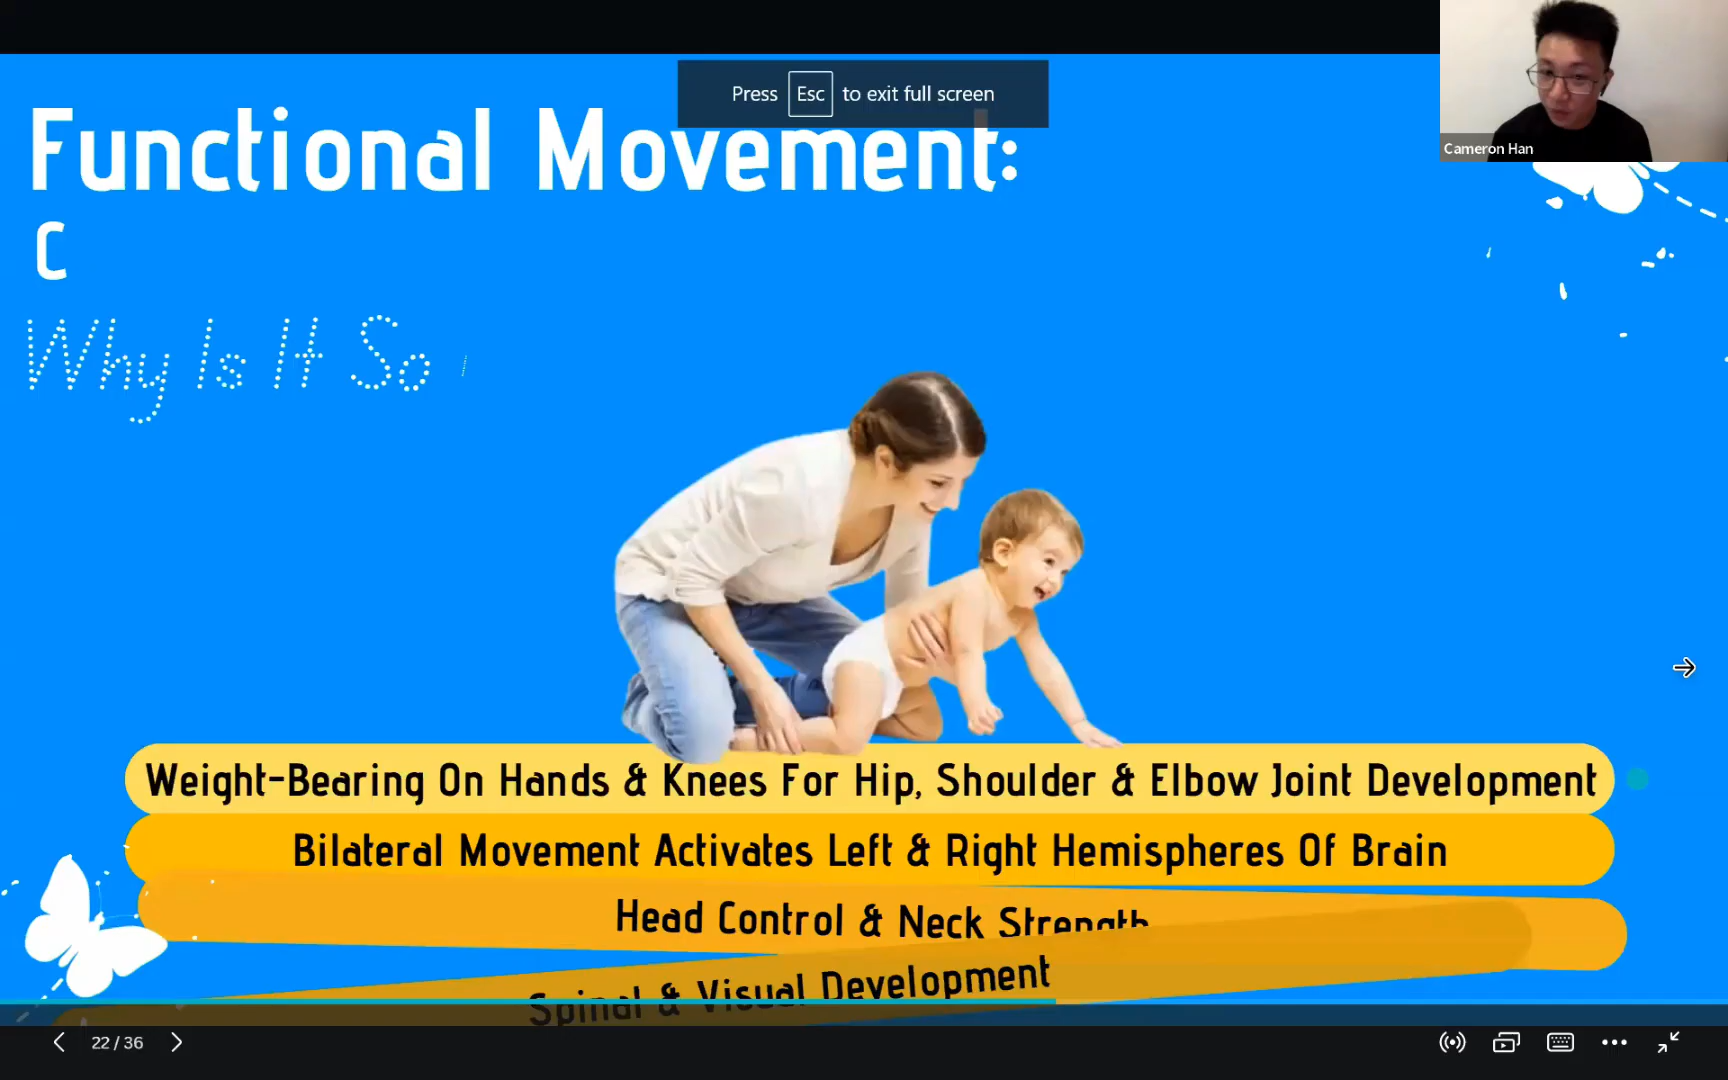 Press Esc to exit full screen
Cameron Han
Functional Movement:
C
Why Is It So
Weight-Bearing On Hands & Knees For Hip, Shoulder & Elbow Joint Development
Bilateral Movement Activates Left & Right Hemispheres Of Brain
Head Control & Neck Strength
Spinal & Visual Development
22 / 36